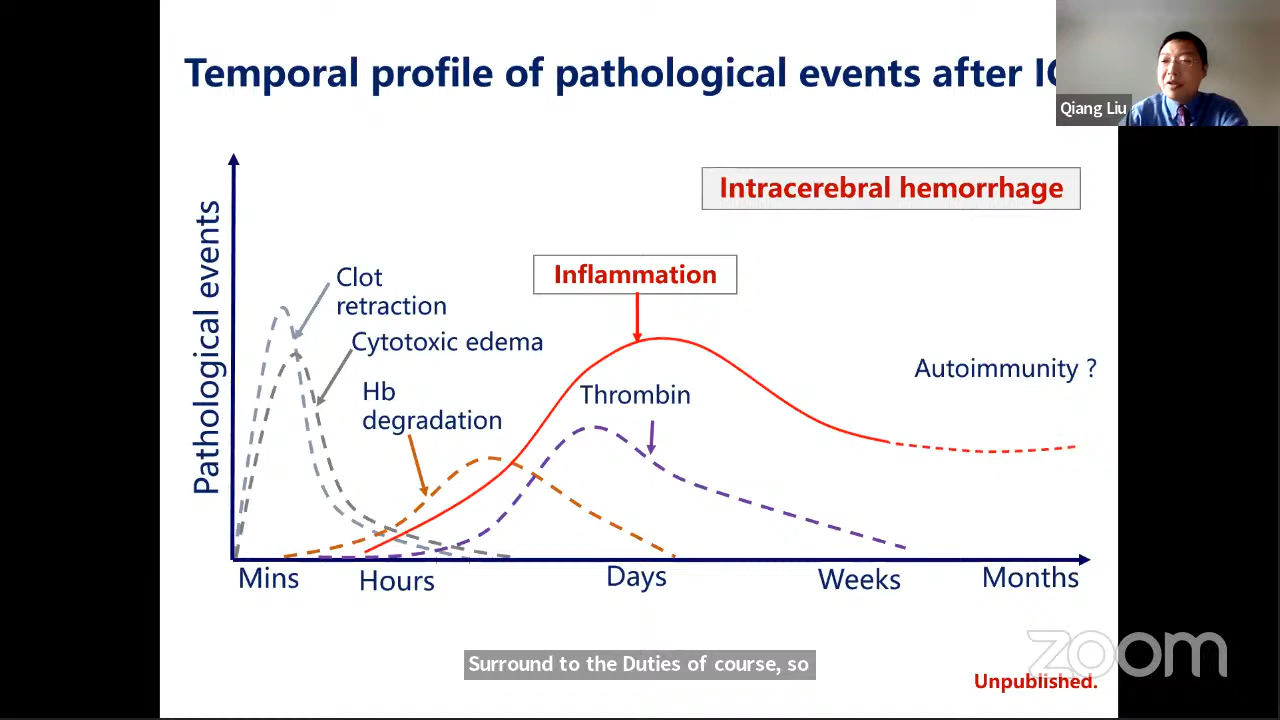 Temporal profile of pathological events after
Qiang Liu
Intracerebral hemorrhage
Inflammation
Clot
retraction
Cytotoxic edema
Hb
degradation
Thrombin
Autoimmunity ?
Pathological events
Mins
Hours
Days
Weeks
Months
Surround to the Duties of course, so
zoom
Unpublished.